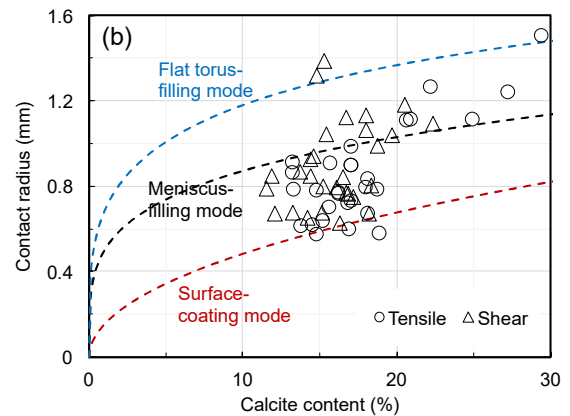 (b)
1.6
1.2
0.8
0.4
0
Contact radius (mm)
Flat torus-
filling mode
Meniscus-
filling mode
Surface-
coating mode
Tensile
Shear
0
10
20
30
Calcite content (%)